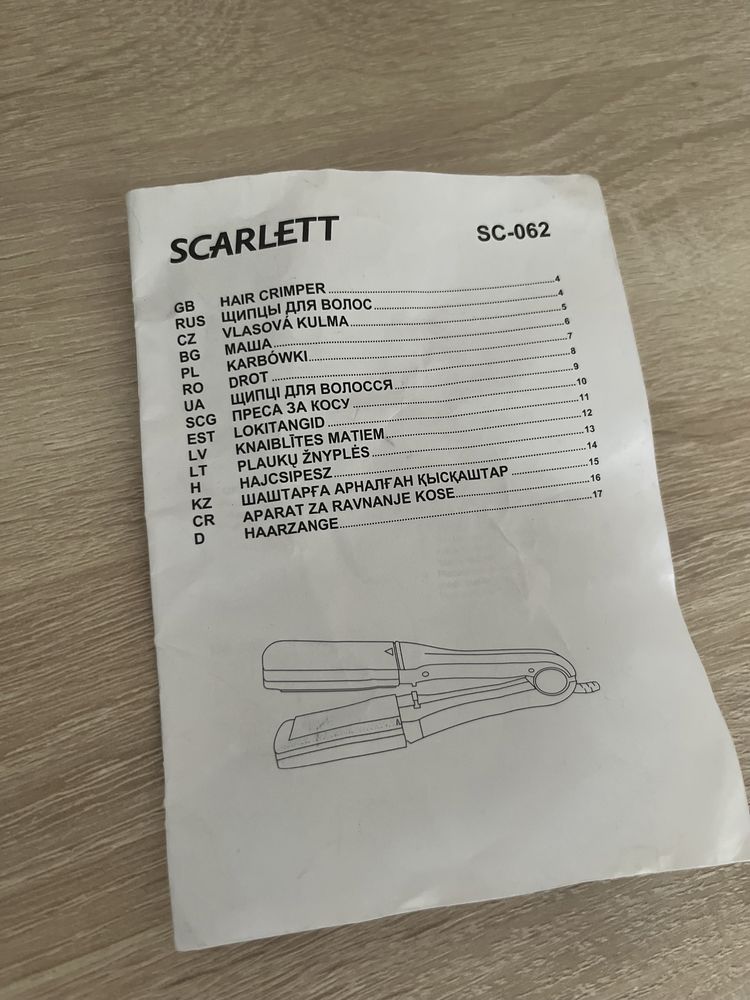 SCARLETT SC-062
GB HAIR CRIMPER 4
RUS ЩИПЦЫ ДЛЯ ВОЛОС 4
CZ VLASOVÁ KULMA 5
BG МАША 6
PL KARBÓWKI 7
RO DROT 8
UA ЩИПЦІ ДЛЯ ВОЛОССЯ 9
SCG ПРЕСА ЗА КОСУ 10
EST LOKITANGID 11
LV KNAIBLĪTES MATIEM 12
LT PLAUKŲ ŽNYPLĖS 13
H HAJCSIPESZ 14
KZ ШАШТАРҒА АРНАЛҒАН ҚЫСҚАШТАР 15
CR APARAT ZA RAVNANJE KOSE 16
D HAARZANGE 17